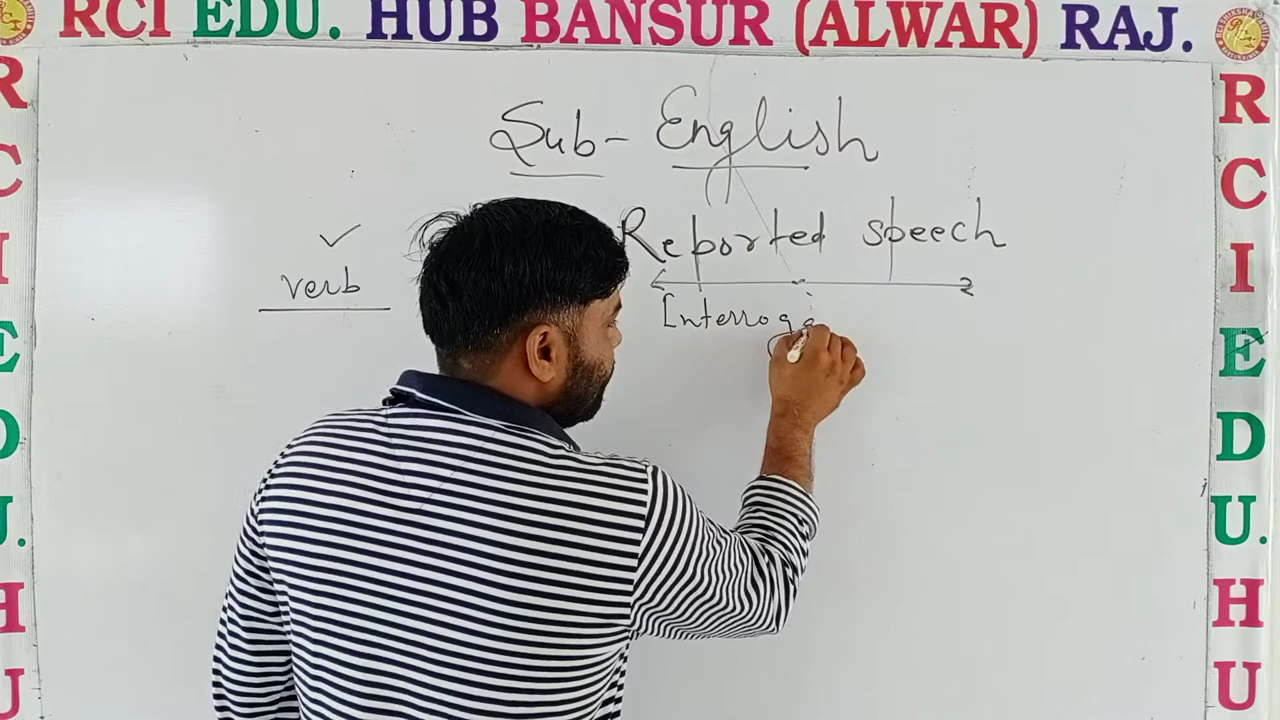 RCI EDU. HUB BANSUR (ALWAR) RAJ.
Sub- English
Reported speech
verb
Interroga
R
C
I
E
D
U.
H
U
R
C
I
E
D
U.
H
U